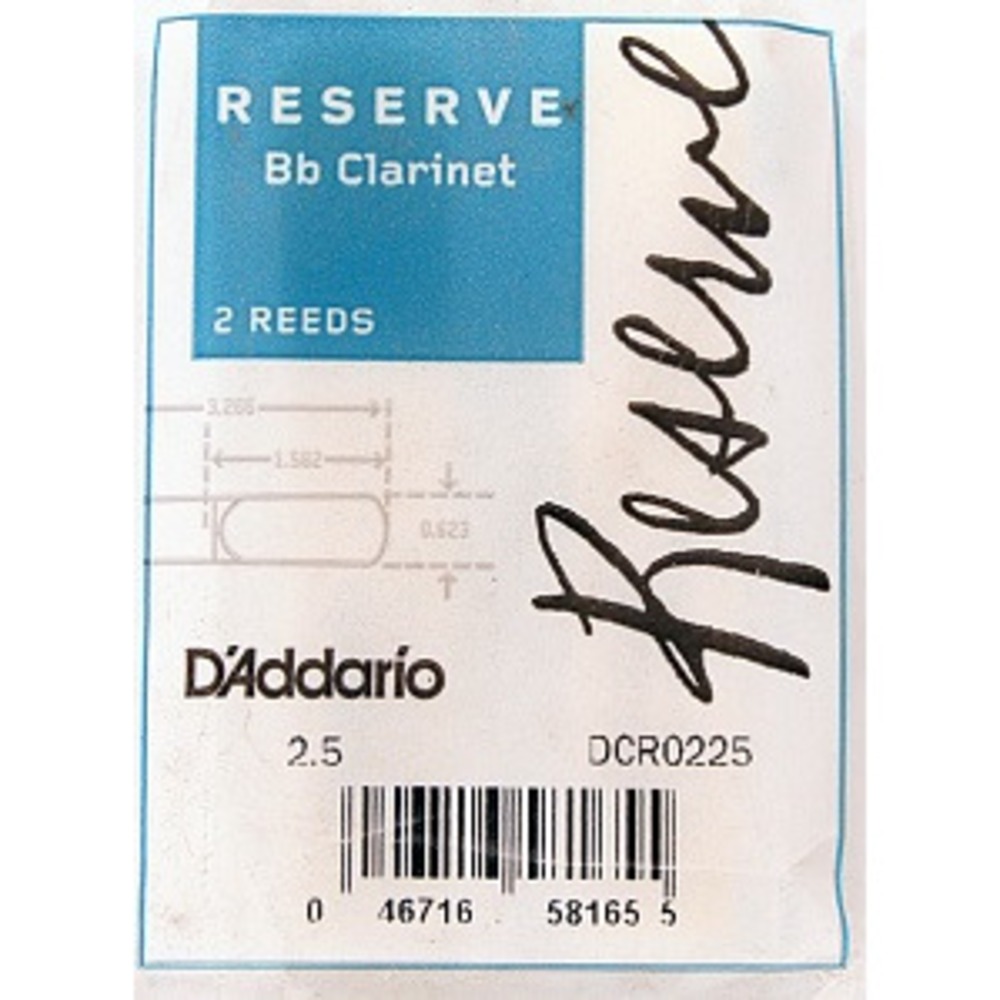 RESERVE
Bb Clarinet
2 REEDS
Reserve
3.266
1.582
0.623
D'Addario
2.5 DCR0225
0 46716 58165 5